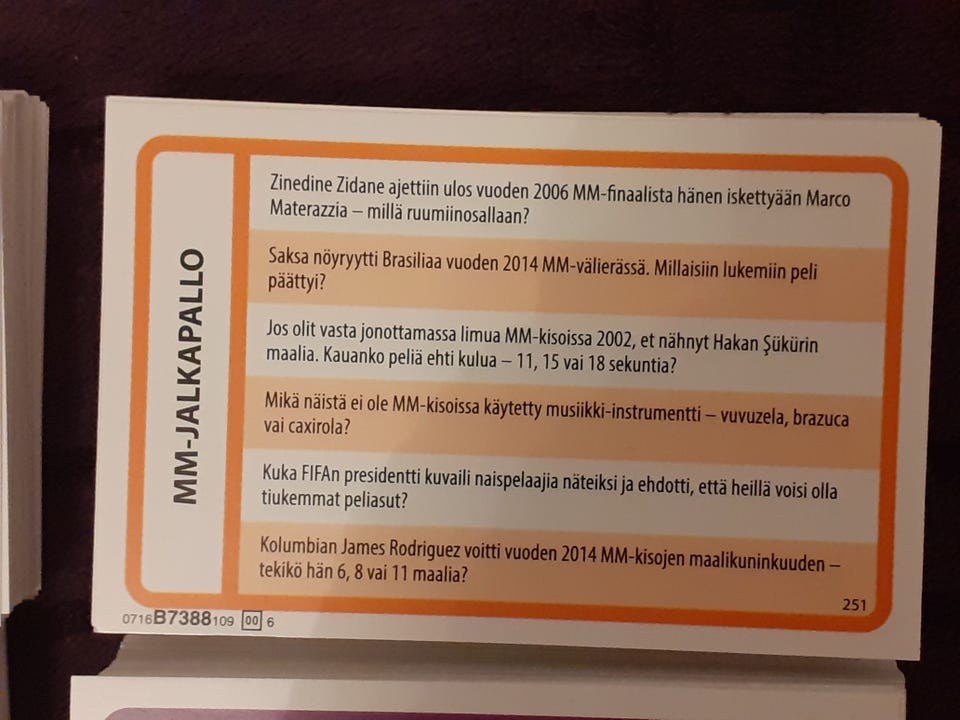 MM-JALKAPALLO
Zinedine Zidane ajettiin ulos vuoden 2006 MM-finaalista hänen iskettyään Marco
Materazzia – millä ruumiinosallaan?
Saksa nöyryytti Brasiliaa vuoden 2014 MM-välierässä. Millaisiin lukemiin peli
päättyi?
Jos olit vasta jonottamassa limua MM-kisoissa 2002, et nähnyt Hakan Şükürin
maalia. Kauanko peliä ehti kulua – 11, 15 vai 18 sekuntia?
Mikä näistä ei ole MM-kisoissa käytetty musiikki-instrumentti – vuvuzela, brazuca
vai caxirola?
Kuka FIFAn presidentti kuvaili naispelaajia näteiksi ja ehdotti, että heillä voisi olla
tiukemmat peliasut?
Kolumbian James Rodriguez voitti vuoden 2014 MM-kisojen maalikuninkuuden –
tekikö hän 6, 8 vai 11 maalia?
251
0716B7388109 00 6